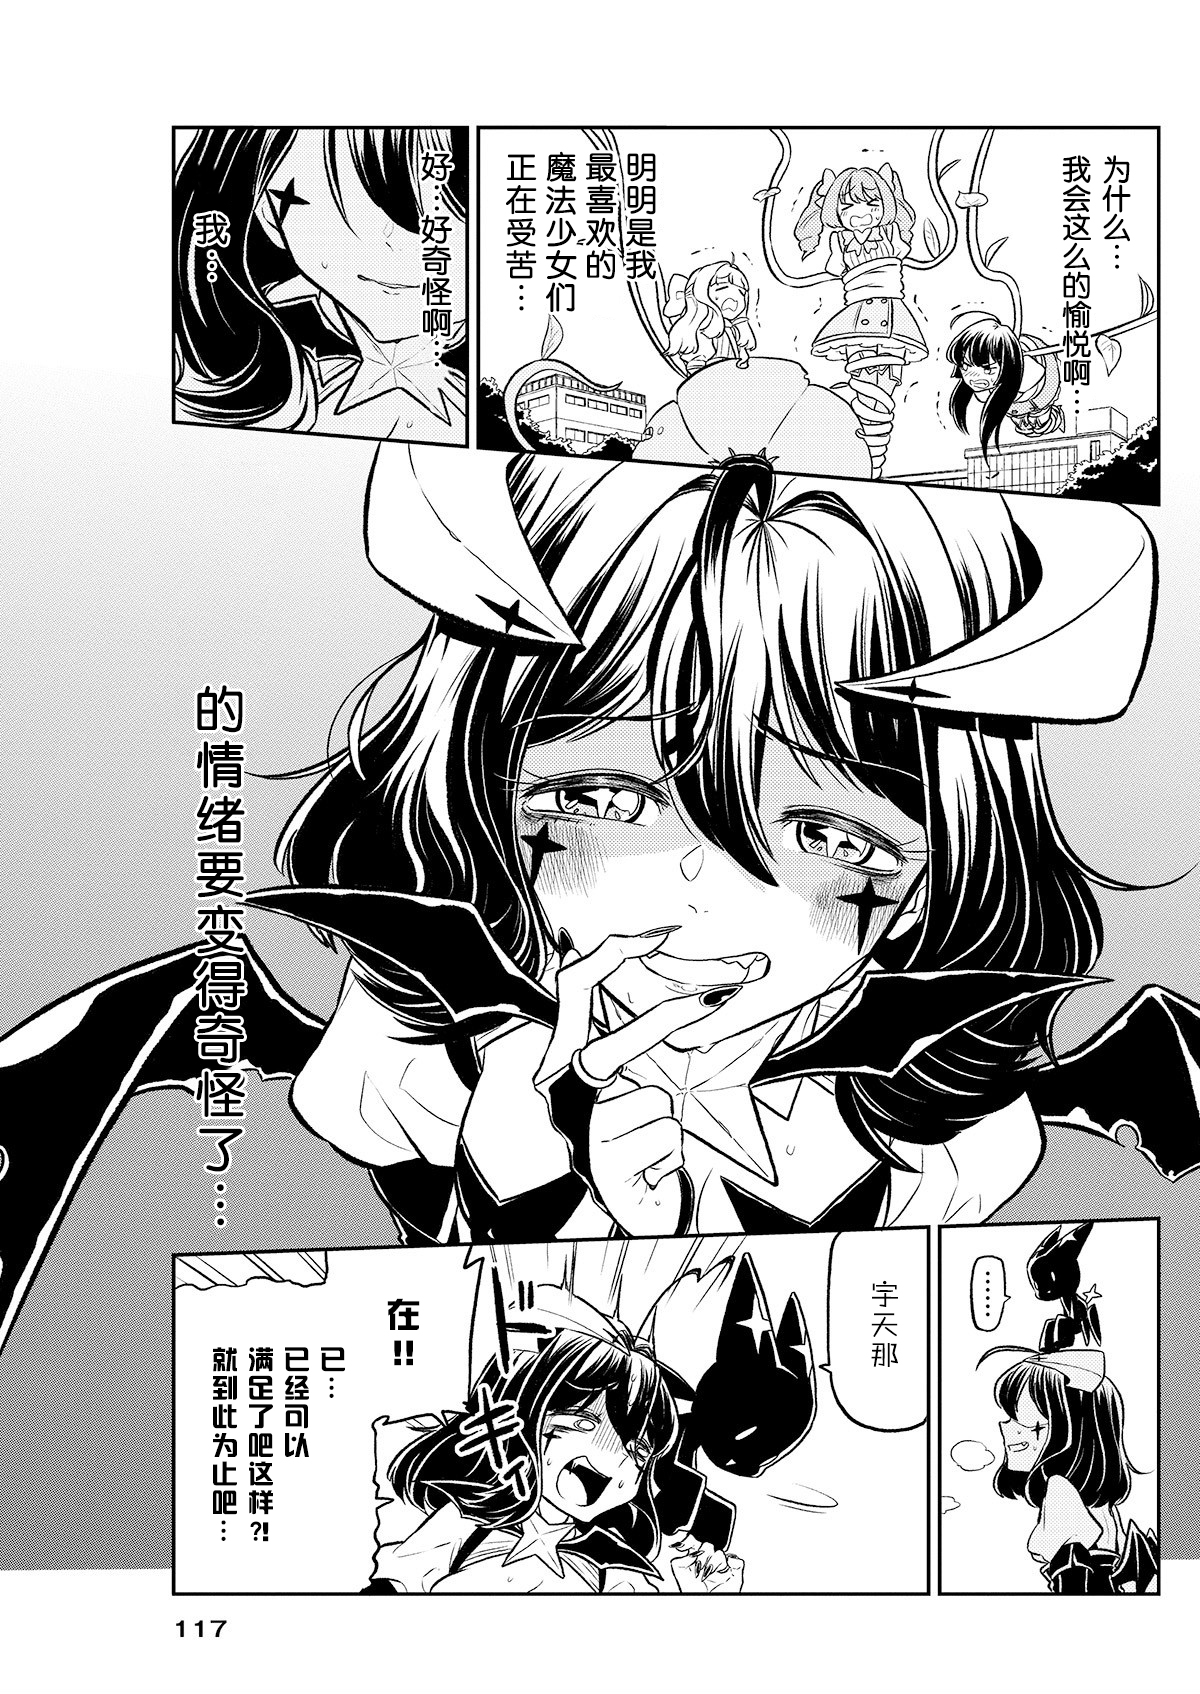 为什么…
我会这么的愉悦啊…
明明是我
最喜欢的
魔法少女们
正在受苦…
好…好奇怪啊…
我…
的情绪要变得奇怪了…
……
宇天那
在!!
已…
已经可以
满足了吧这样?!
就到此为止吧…
キィ
117